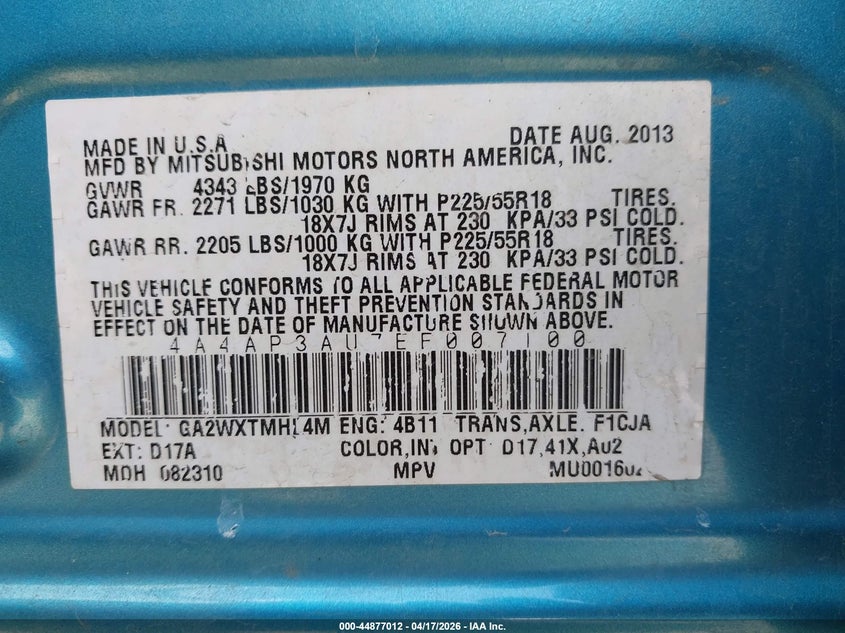 MADE IN U.S.A DATE AUG. 2013
MFD BY MITSUBISHI MOTORS NORTH AMERICA, INC.
GVWR 4343 LBS/1970 KG
GAWR FR. 2271 LBS/1030 KG WITH P225/55R18 TIRES.
18X7J RIMS AT 230 KPA/33 PSI COLD.
GAWR RR. 2205 LBS/1000 KG WITH P225/55R18 TIRES.
18X7J RIMS AT 230 KPA/33 PSI COLD.
THIS VEHICLE CONFORMS TO ALL APPLICABLE FEDERAL MOTOR
VEHICLE SAFETY AND THEFT PREVENTION STANDARDS IN
EFFECT ON THE DATE OF MANUFACTURE SHOWN ABOVE.
MODEL: ENG: 4B11 TRANS,AXLE. F1CJA
EXT: D17A COLOR,INT OPT D17,41X,A02
MDH 082310 MPV
000-44877012 - 04/17/2026 - IAA Inc.